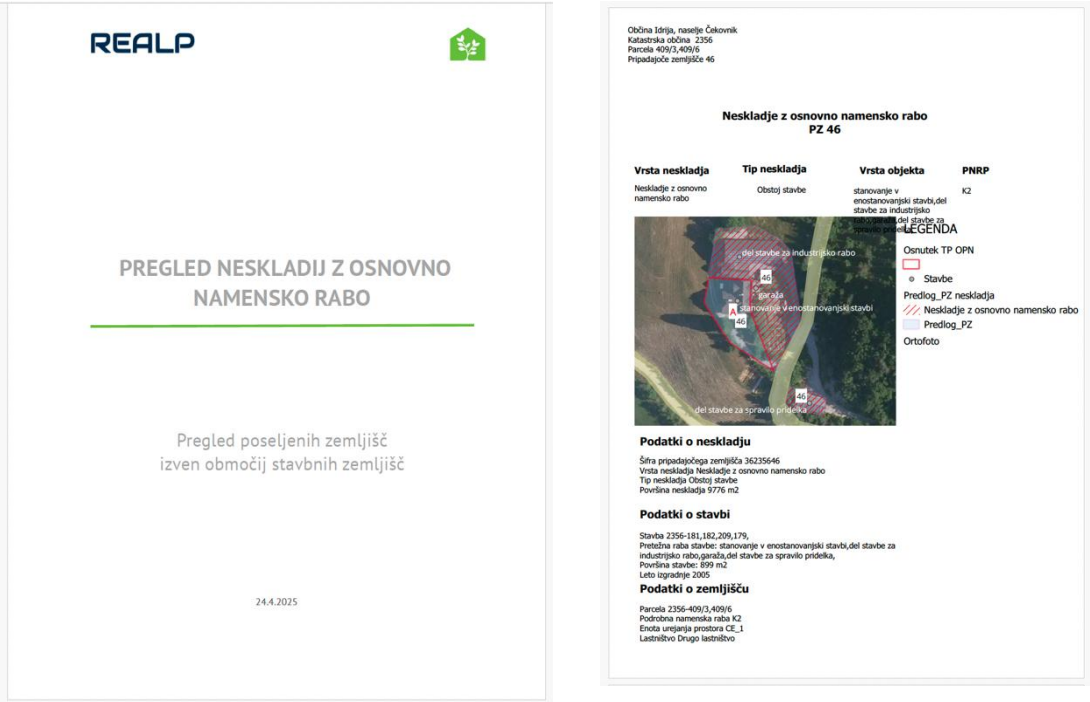 REALP
PREGLED NESKLADIJ Z OSNOVNO
NAMENSKO RABO
Pregled poseljenih zemljišč
izven območij stavbnih zemljišč
24.4.2025
Občina Idrija, naselje Čekovnik
Katastrska občina 2356
Parcela 409/3,409/6
Pripadajoče zemljišče 46
Neskladje z osnovno namensko rabo
PZ 46
Vrsta neskladja Tip neskladja Vrsta objekta PNRP
Neskladje z osnovno
namensko rabo
Obstoj stavbe
stanovanje v
enostanovanjski stavbi,del
stavbe za industrijsko
rabo,garaža,del stavbe za
spravilo pridelka,
K2
del stavbe za industrijsko rabo
46
garaža
stanovanje v enostanovanjski stavbi
A
46
46
del stavbe za spravilo pridelka
LEGENDA
Osnutek TP OPN
Stavbe
Predlog_PZ neskladja
Neskladje z osnovno namensko rabo
Predlog_PZ
Ortofoto
Podatki o neskladju
Šifra pripadajočega zemljišča 36235646
Vrsta neskladja Neskladje z osnovno namensko rabo
Tip neskladja Obstoj stavbe
Površina neskladja 9776 m2
Podatki o stavbi
Stavba 2356-181,182,209,179,
Pretežna raba stavbe: stanovanje v enostanovanjski stavbi,del stavbe za
industrijsko rabo,garaža,del stavbe za spravilo pridelka,
Površina stavbe: 899 m2
Leto izgradnje 2005
Podatki o zemljišču
Parcela 2356-409/3,409/6
Podrobna namenska raba K2
Enota urejanja prostora CE_1
Lastništvo Drugo lastništvo